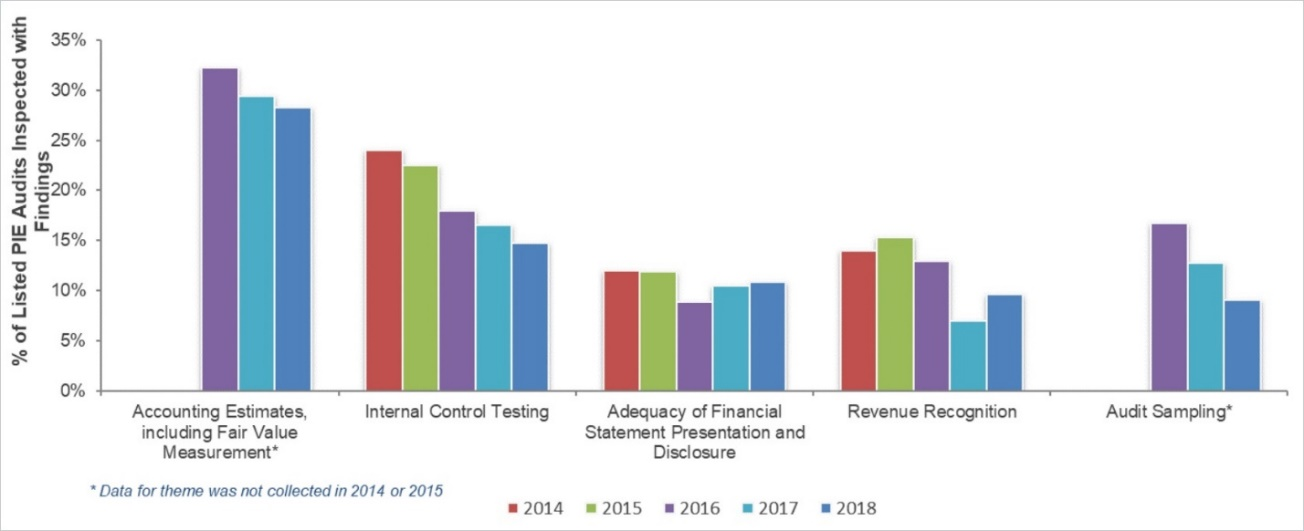 % of Listed PIE Audits Inspected with
Findings
35%
30%
25%
20%
15%
10%
5%
0%
Accounting Estimates,
including Fair Value
Measurement*
Internal Control Testing
Adequacy of Financial
Statement Presentation and
Disclosure
Revenue Recognition
Audit Sampling*
* Data for theme was not collected in 2014 or 2015
2014 2015 2016 2017 2018